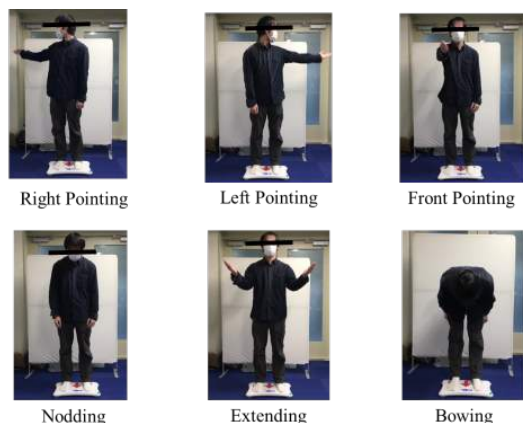 Right Pointing
Left Pointing
Front Pointing
Nodding
Extending
Bowing